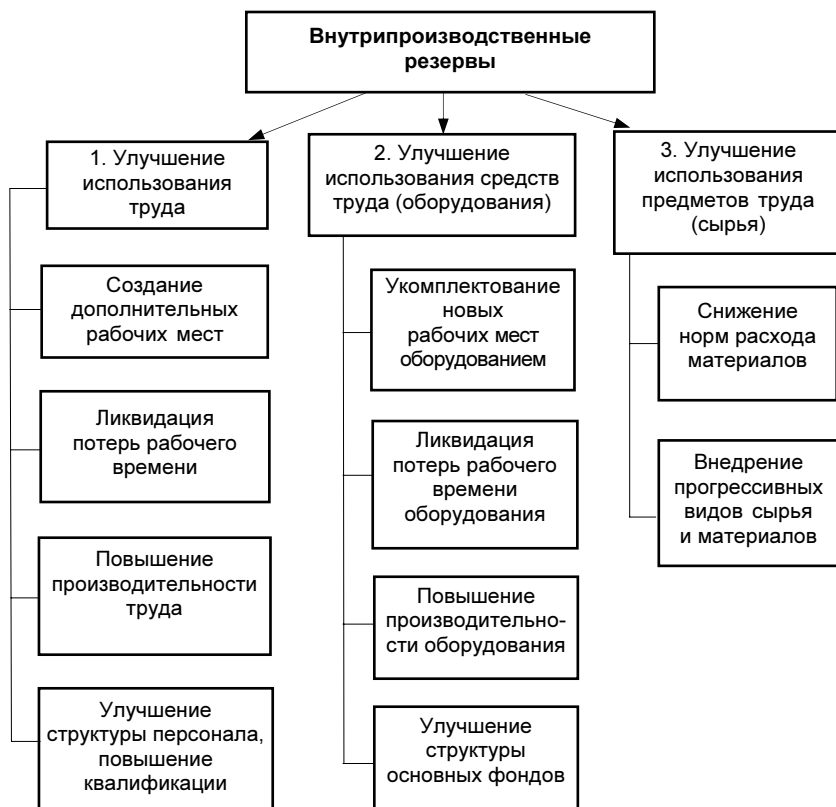 Внутрипроизводственные
резервы
1. Улучшение
использования
труда
Создание
дополнительных
рабочих мест
Ликвидация
потерь рабочего
времени
Повышение
производительности
труда
Улучшение
структуры персонала,
повышение
квалификации
2. Улучшение
использования средств
труда (оборудования)
Укомплектование
новых
рабочих мест
оборудованием
Ликвидация
потерь рабочего
времени
оборудования
Повышение
производительно-
сти оборудования
Улучшение
структуры
основных фондов
3. Улучшение
использования
предметов труда
(сырья)
Снижение
норм расхода
материалов
Внедрение
прогрессивных
видов сырья
и материалов